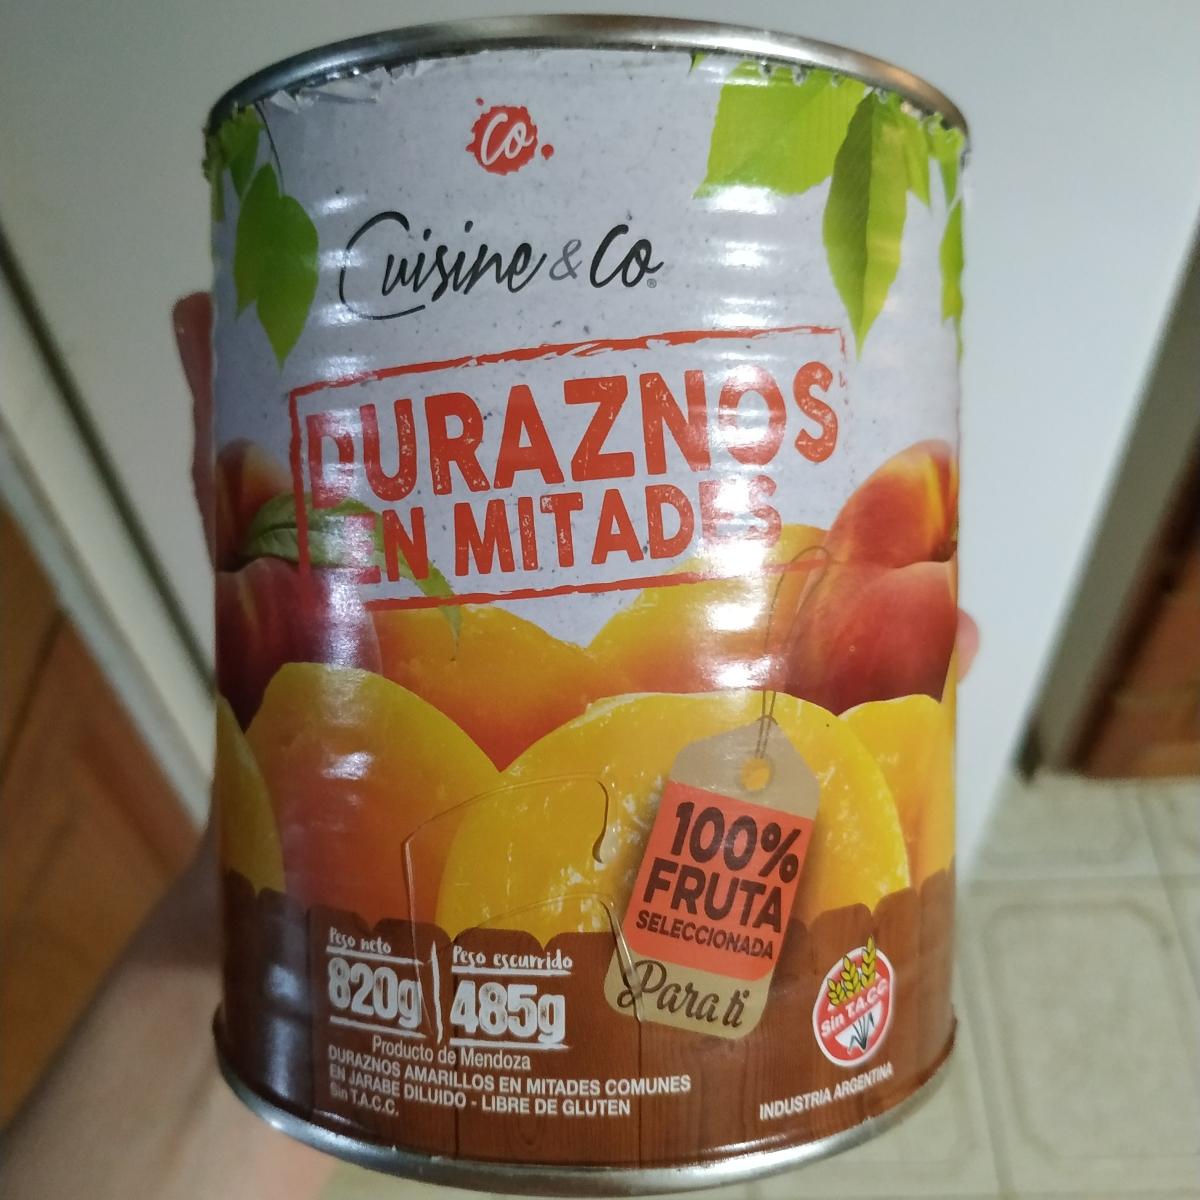 Co
Cuisine & Co®
DURAZNOS
EN MITADES
100%
FRUTA
SELECCIONADA
Para ti
Peso neto
820g
Peso escurrido
485g
Producto de Mendoza
DURAZNOS AMARILLOS EN MITADES COMUNES
EN JARABE DILUIDO - LIBRE DE GLUTEN
Sin T.A.C.C.
Sin T.A.C.C.
INDUSTRIA ARGENTINA